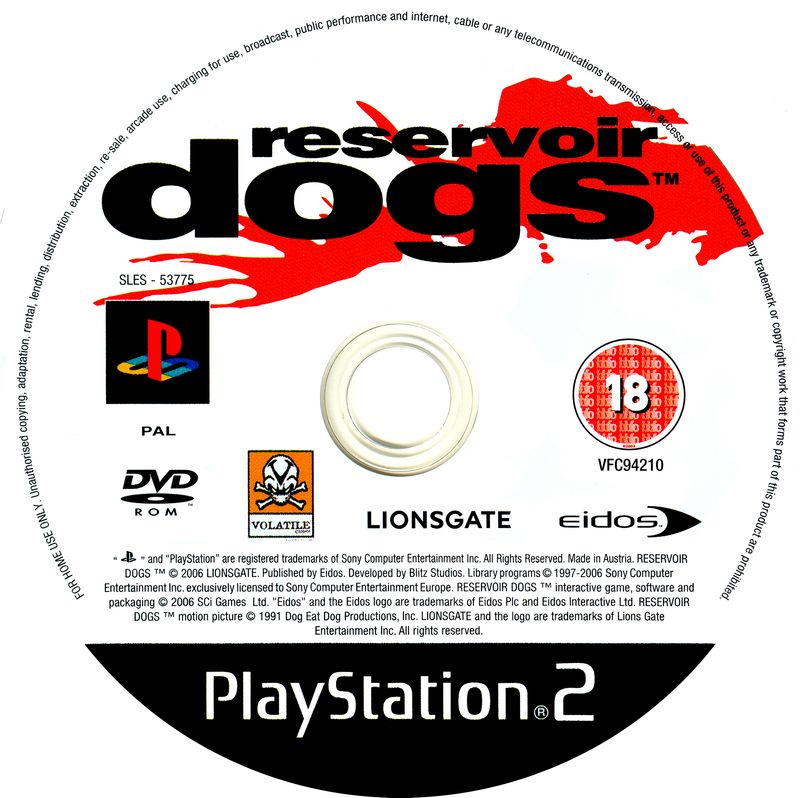 FOR HOME USE ONLY. Unauthorised copying, adaptation, rental, lending, distribution, extraction, re-sale, arcade use, charging for use, broadcast, public performance and internet, cable or any telecommunications transmission, access or use of this product or any trademark or copyright work that forms part of this product are prohibited.
reservoir
dogs™
SLES - 53775
PAL
18
VFC94210
DVD
ROM
VOLATILE
LIONSGATE
eidos™
" " and "PlayStation" are registered trademarks of Sony Computer Entertainment Inc. All Rights Reserved. Made in Austria. RESERVOIR
DOGS ™ © 2006 LIONSGATE. Published by Eidos. Developed by Blitz Studios. Library programs © 1997-2006 Sony Computer
Entertainment Inc. exclusively licensed to Sony Computer Entertainment Europe. RESERVOIR DOGS ™ interactive game, software and
packaging © 2006 SCi Games Ltd. "Eidos" and the Eidos logo are trademarks of Eidos Plc and Eidos Interactive Ltd. RESERVOIR
DOGS ™ motion picture © 1991 Dog Eat Dog Productions, Inc. LIONSGATE and the logo are trademarks of Lions Gate
Entertainment Inc. All rights reserved.
PlayStation®2